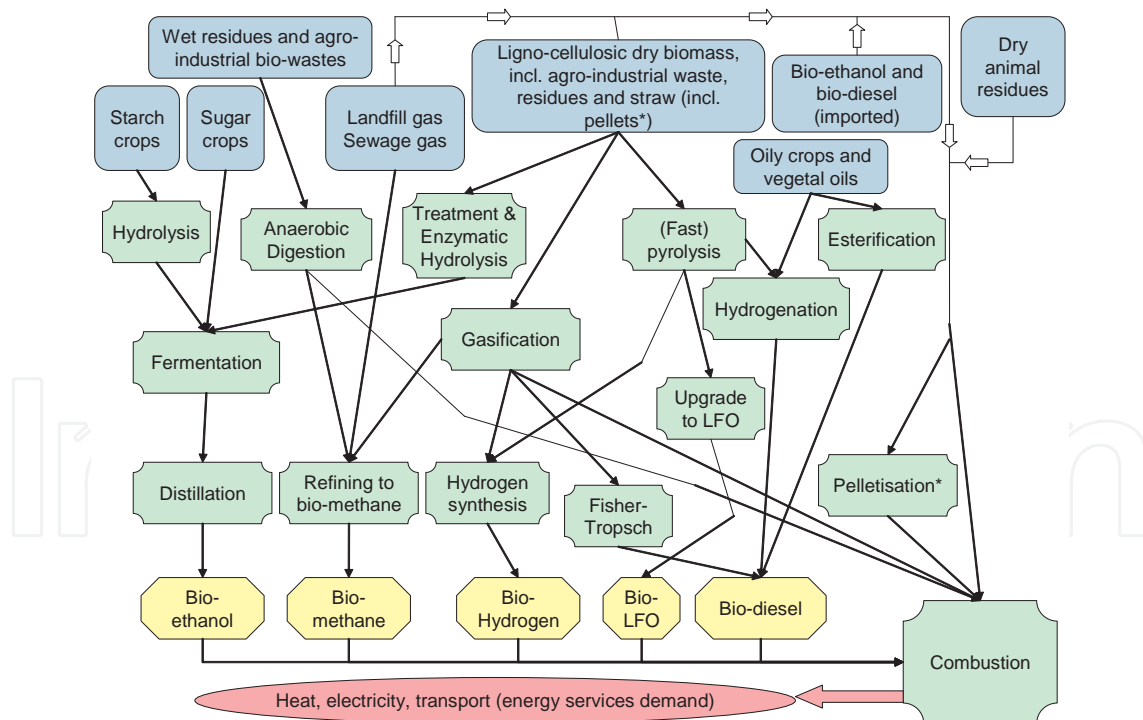 Wet residues and agro-
industrial bio-wastes
Ligno-cellulosic dry biomass,
incl. agro-industrial waste,
residues and straw (incl.
pellets*)
Bio-ethanol and
bio-diesel
(imported)
Dry
animal
residues
Starch
crops
Sugar
crops
Landfill gas
Sewage gas
Oily crops and
vegetal oils
Hydrolysis
Anaerobic
Digestion
Treatment &
Enzymatic
Hydrolysis
(Fast)
pyrolysis
Esterification
Hydrogenation
Fermentation
Gasification
Upgrade
to LFO
Distillation
Refining to
bio-methane
Hydrogen
synthesis
Fisher-
Tropsch
Pelletisation*
Bio-
ethanol
Bio-
methane
Bio-
Hydrogen
Bio-
LFO
Bio-diesel
Combustion
Heat, electricity, transport (energy services demand)